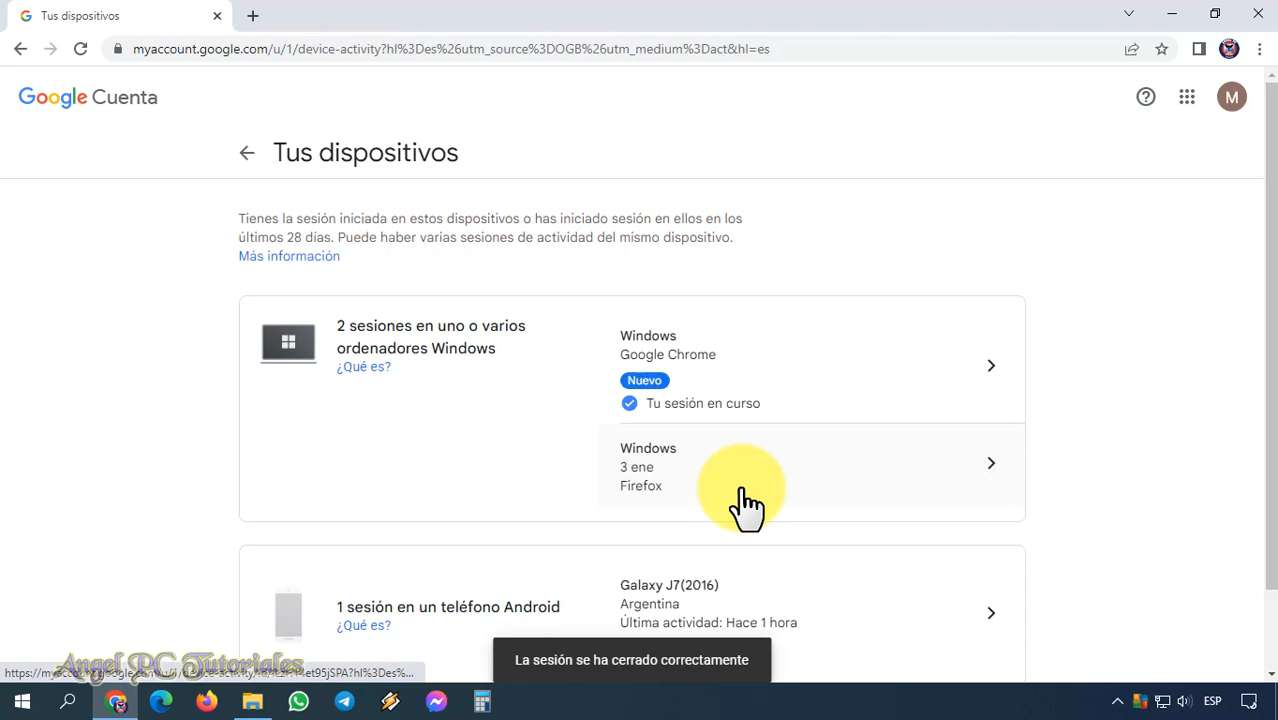 Tus dispositivos
myaccount.google.com/u/1/device-activity?hl%3Des%26utm_source%3DOGB%26utm_medium%3Dact&hl=es
Google Cuenta
M
Tus dispositivos
Tienes la sesión iniciada en estos dispositivos o has iniciado sesión en ellos en los
últimos 28 días. Puede haber varias sesiones de actividad del mismo dispositivo.
Más información
2 sesiones en uno o varios
ordenadores Windows
¿Qué es?
Windows
Google Chrome
Nuevo
Tu sesión en curso
Windows
3 ene
Firefox
1 sesión en un teléfono Android
¿Qué es?
Galaxy J7(2016)
Argentina
Última actividad: Hace 1 hora
La sesión se ha cerrado correctamente
Angel PC Tutoriales
ESP